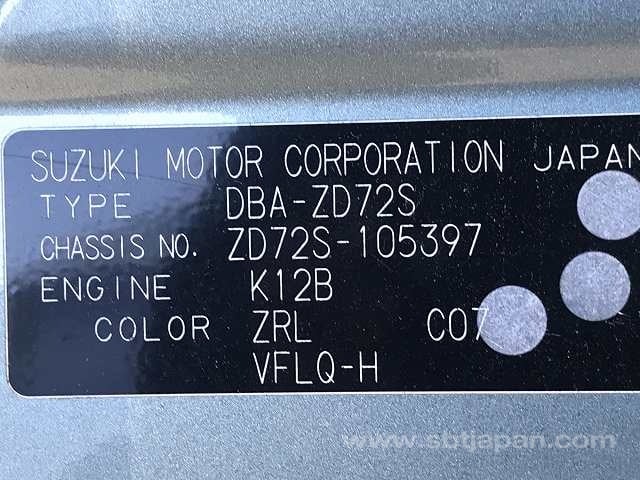 SUZUKI MOTOR CORPORATION JAPAN
TYPE DBA-ZD72S
CHASSIS NO. ZD72S-105397
ENGINE K12B
COLOR ZRL C07
VFLQ-H
www.sbtjapan.com